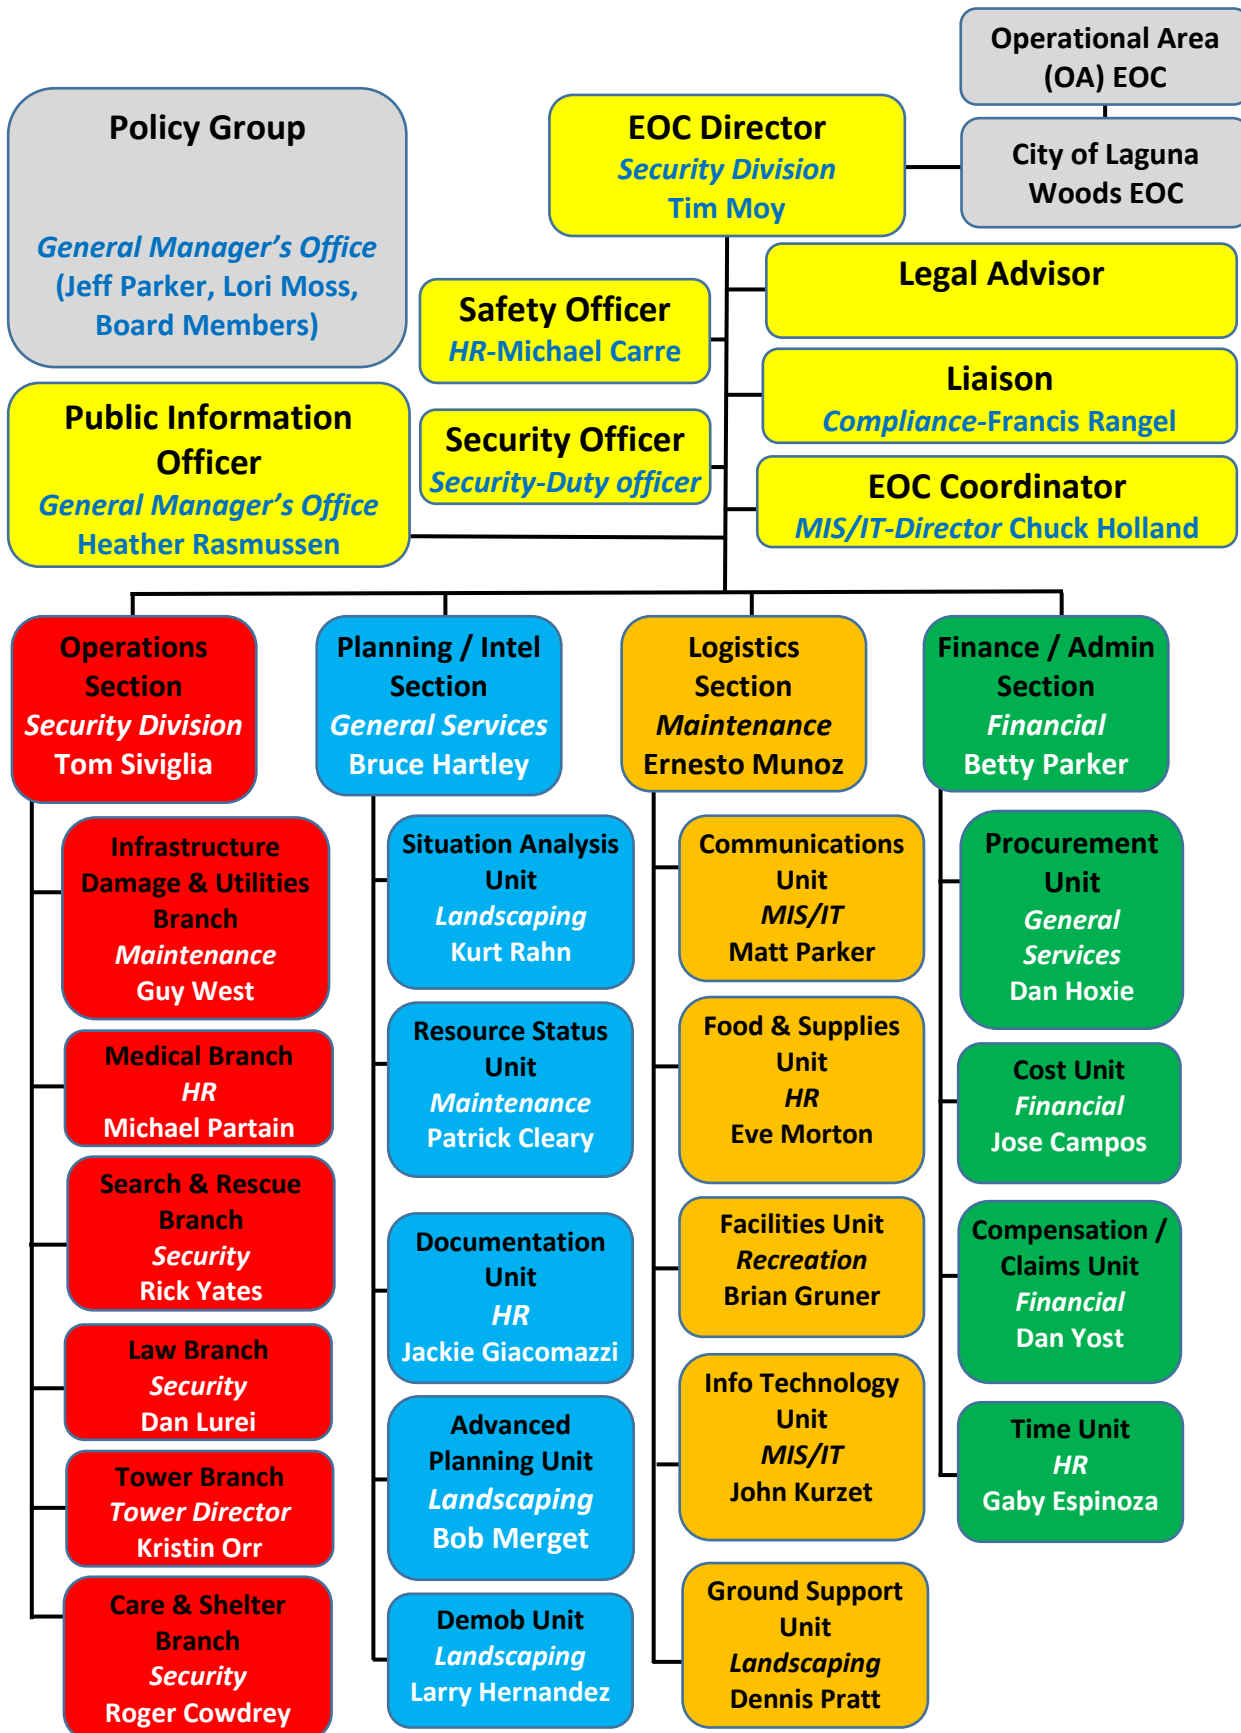 Operational Area
(OA) EOC
Policy Group
General Manager’s Office
(Jeff Parker, Lori Moss,
Board Members)
EOC Director
Security Division
Tim Moy
City of Laguna
Woods EOC
Legal Advisor
Safety Officer
HR-Michael Carre
Liaison
Compliance-Francis Rangel
Public Information
Officer
General Manager’s Office
Heather Rasmussen
Security Officer
Security-Duty officer
EOC Coordinator
MIS/IT-Director Chuck Holland
Operations
Section
Security Division
Tom Siviglia
Infrastructure
Damage & Utilities
Branch
Maintenance
Guy West
Medical Branch
HR
Michael Partain
Search & Rescue
Branch
Security
Rick Yates
Law Branch
Security
Dan Lurei
Tower Branch
Tower Director
Kristin Orr
Care & Shelter
Branch
Security
Roger Cowdrey
Planning / Intel
Section
General Services
Bruce Hartley
Situation Analysis
Unit
Landscaping
Kurt Rahn
Resource Status
Unit
Maintenance
Patrick Cleary
Documentation
Unit
HR
Jackie Giacomazzi
Advanced
Planning Unit
Landscaping
Bob Merget
Demob Unit
Landscaping
Larry Hernandez
Logistics
Section
Maintenance
Ernesto Munoz
Communications
Unit
MIS/IT
Matt Parker
Food & Supplies
Unit
HR
Eve Morton
Facilities Unit
Recreation
Brian Gruner
Info Technology
Unit
MIS/IT
John Kurzet
Ground Support
Unit
Landscaping
Dennis Pratt
Finance / Admin
Section
Financial
Betty Parker
Procurement
Unit
General
Services
Dan Hoxie
Cost Unit
Financial
Jose Campos
Compensation /
Claims Unit
Financial
Dan Yost
Time Unit
HR
Gaby Espinoza